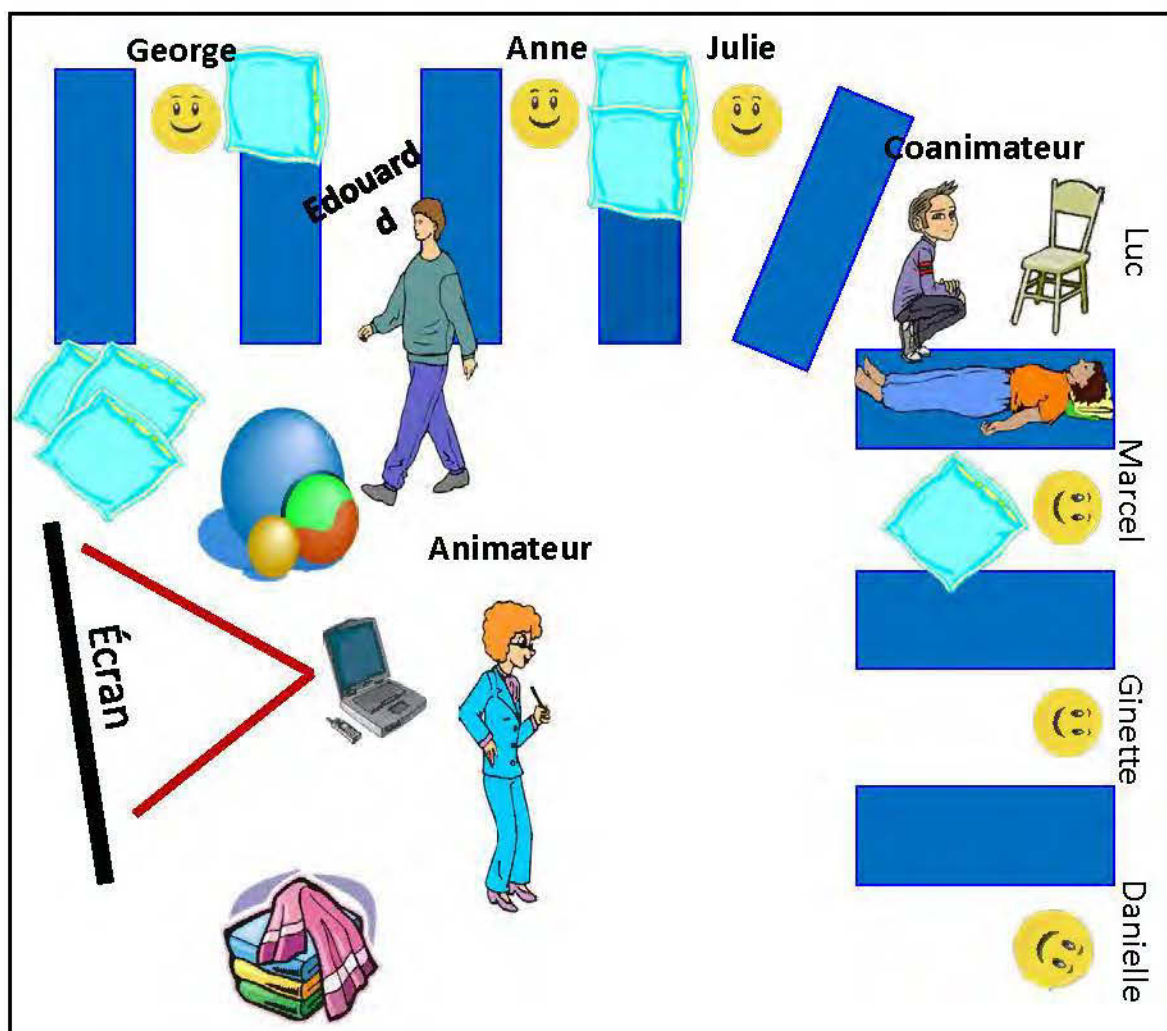 George
Anne
Julie
Edouard
d
Coanimateur
Luc
Marcel
Animateur
Écran
Ginette
Danielle